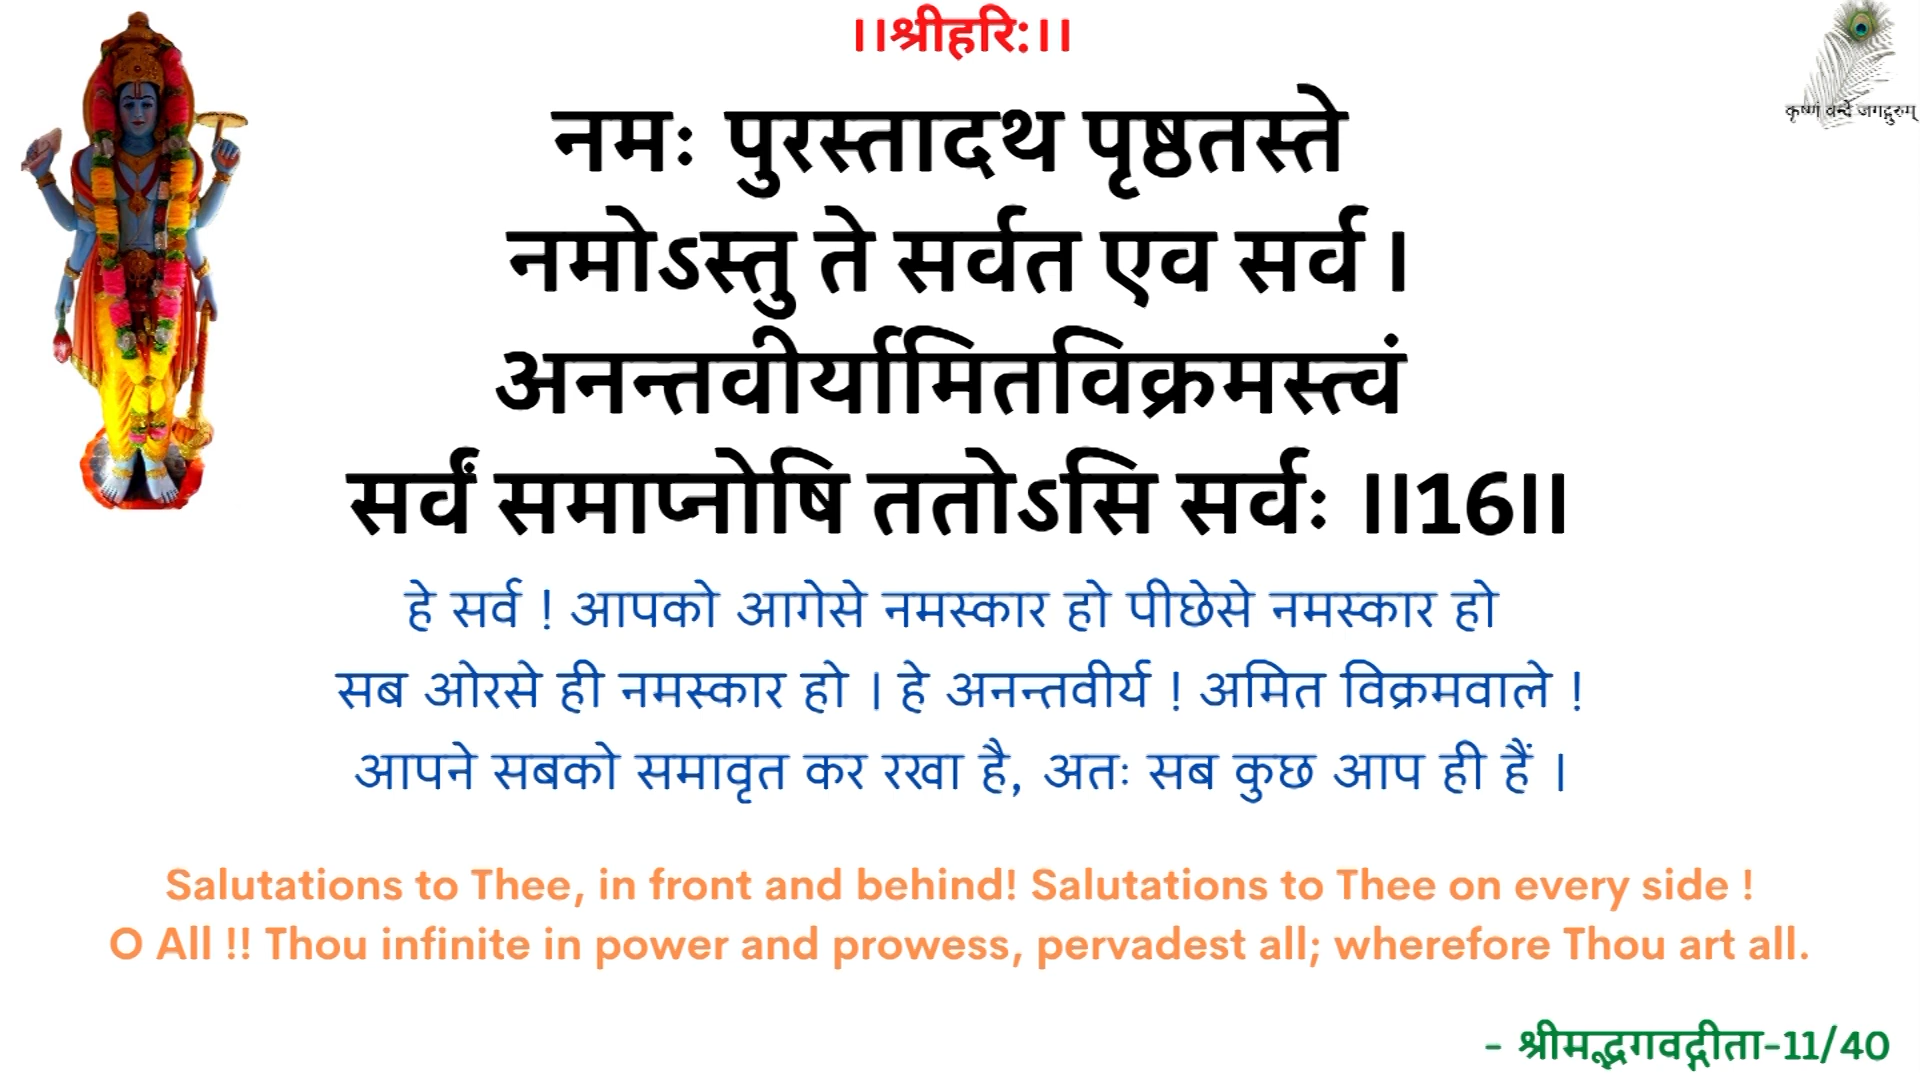 ।।श्रीहरि:।।
कृष्णं वन्दे जगद्गुरुम्
नमः पुरस्तादथ पृष्ठतस्ते
नमोऽस्तु ते सर्वत एव सर्व ।
अनन्तवीर्यामितविक्रमस्त्वं
सर्वं समाप्नोषि ततोऽसि सर्वः ।।16।।
हे सर्व ! आपको आगेसे नमस्कार हो पीछेसे नमस्कार हो
सब ओरसे ही नमस्कार हो । हे अनन्तवीर्य ! अमित विक्रमवाले !
आपने सबको समावृत कर रखा है, अतः सब कुछ आप ही हैं ।
Salutations to Thee, in front and behind! Salutations to Thee on every side !
O All !! Thou infinite in power and prowess, pervadest all; wherefore Thou art all.
- श्रीमद्भगवद्गीता-11/40